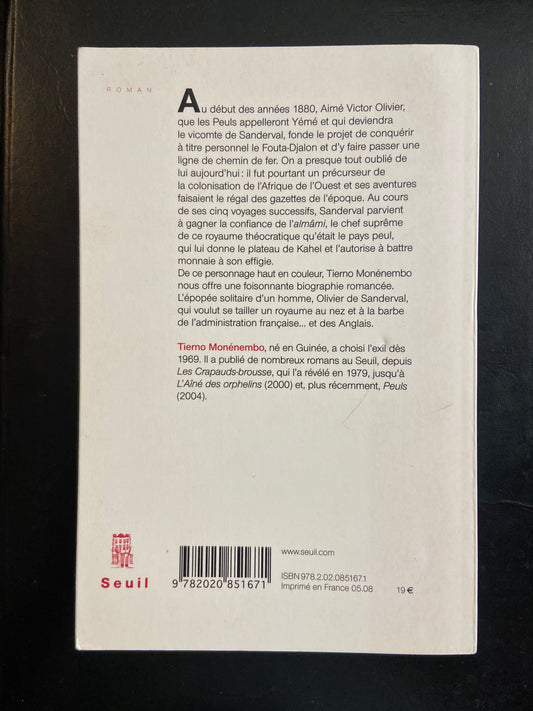 ROMAN
Au début des années 1880, Aimé Victor Olivier,
que les Peuls appelleront Yémé et qui deviendra
le vicomte de Sanderval, fonde le projet de conquérir
à titre personnel le Fouta-Djalon et d'y faire passer une
ligne de chemin de fer. On a presque tout oublié de
lui aujourd'hui : il fut pourtant un précurseur de
la colonisation de l'Afrique de l'Ouest et ses aventures
faisaient le régal des gazettes de l'époque. Au cours
de ses cinq voyages successifs, Sanderval parvient
à gagner la confiance de l'almâmi, le chef suprême
de ce royaume théocratique qu'était le pays peul,
qui lui donne le plateau de Kahel et l'autorise à battre
monnaie à son effigie.
De ce personnage haut en couleur, Tierno Monénembo
nous offre une foisonnante biographie romancée.
L'épopée solitaire d'un homme, Olivier de Sanderval,
qui voulut se tailler un royaume au nez et à la barbe
de l'administration française... et des Anglais.
Tierno Monénembo, né en Guinée, a choisi l'exil dès
1969. Il a publié de nombreux romans au Seuil, depuis
Les Crapauds-brousse, qui l'a révélé en 1979, jusqu'à
L'Aîné des orphelins (2000) et, plus récemment, Peuls
(2004).
Seuil
9 782020 851671
www.seuil.com
ISBN 978.2.02.085167.1
Imprimé en France 05.08
19 €